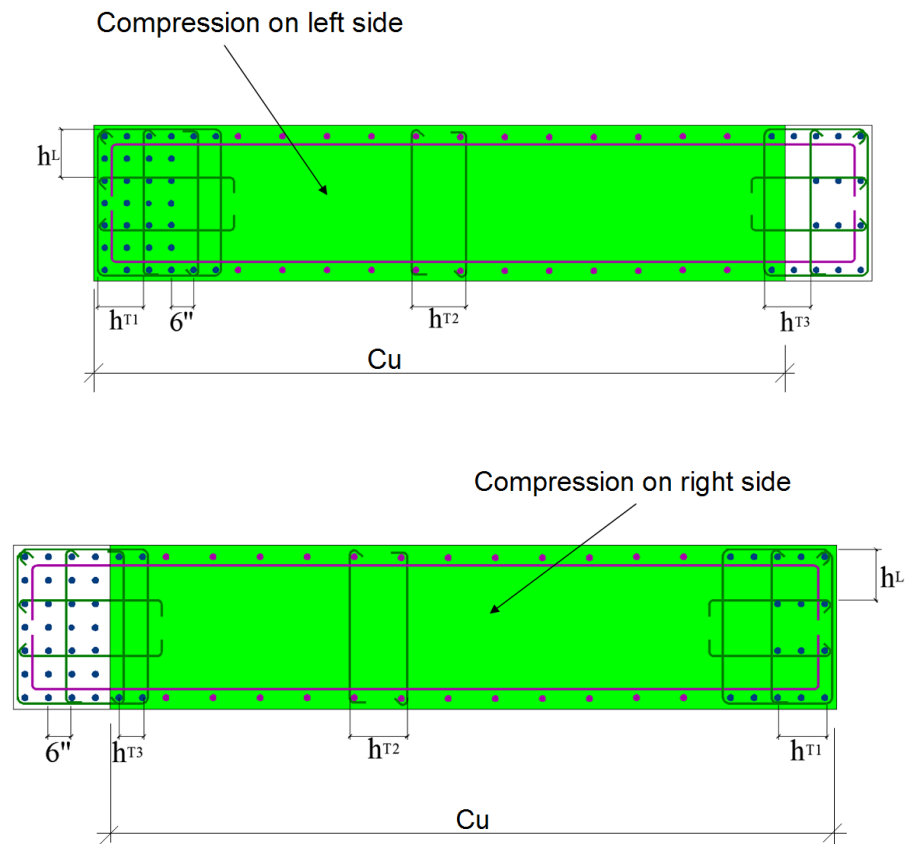 Compression on left side
hL
hT1
6"
hT2
hT3
Cu
Compression on right side
hL
6"
hT3
hT2
hT1
Cu